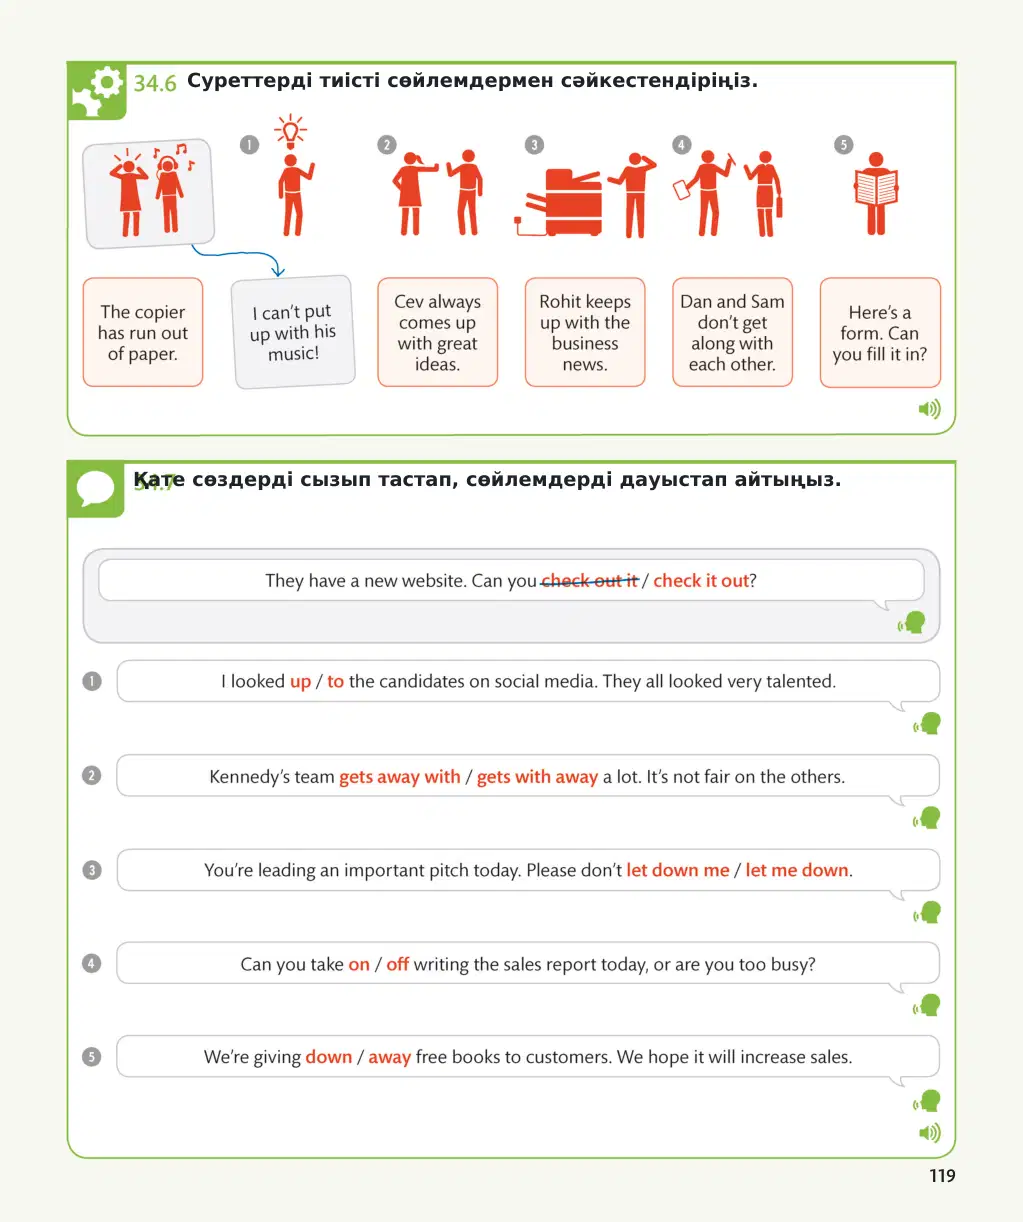 34.6 Суреттерді тиісті сөйлемдермен сәйкестендіріңіз.
1
2
3
4
5
The copier
has run out
of paper.
I can't put
up with his
music!
Cev always
comes up
with great
ideas.
Rohit keeps
up with the
business
news.
Dan and Sam
don't get
along with
each other.
Here's a
form. Can
you fill it in?
34.7 Қате сөздерді сызып тастап, сөйлемдерді дауыстап айтыңыз.
They have a new website. Can you check out it / check it out?
1 I looked up / to the candidates on social media. They all looked very talented.
2 Kennedy's team gets away with / gets with away a lot. It's not fair on the others.
3 You're leading an important pitch today. Please don't let down me / let me down.
4 Can you take on / off writing the sales report today, or are you too busy?
5 We're giving down / away free books to customers. We hope it will increase sales.
119